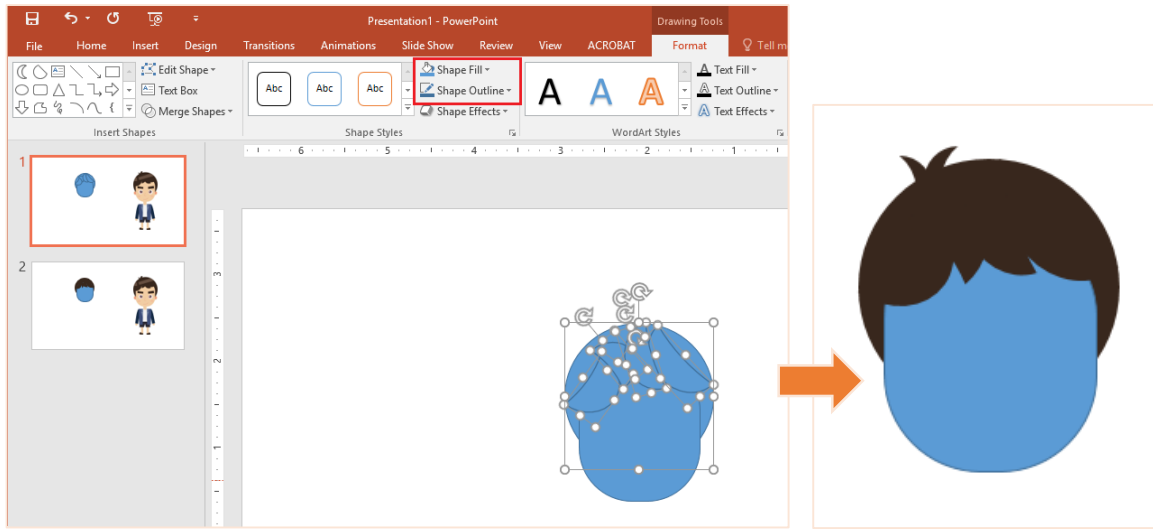 Presentation1 - PowerPoint
Drawing Tools
File Home Insert Design Transitions Animations Slide Show Review View ACROBAT Format Tell m
Edit Shape
Text Box
Merge Shapes
Insert Shapes
Abc Abc Abc
Shape Fill
Shape Outline
Shape Effects
Shape Styles
A A A
Text Fill
Text Outline
Text Effects
WordArt Styles
6 5 4 3 2 1
1
2
3
2
1